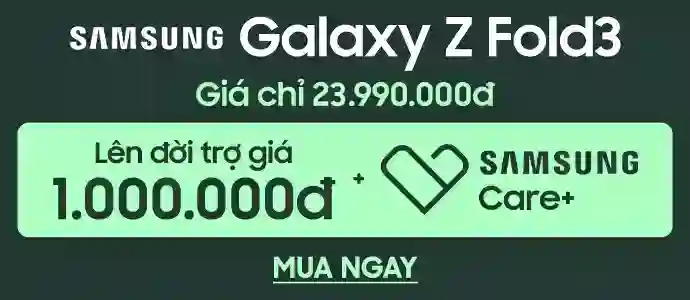 SAMSUNG Galaxy Z Fold3
Giá chỉ 23.990.000đ
Lên đời trợ giá
1.000.000đ
+
SAMSUNG
Care+
MUA NGAY